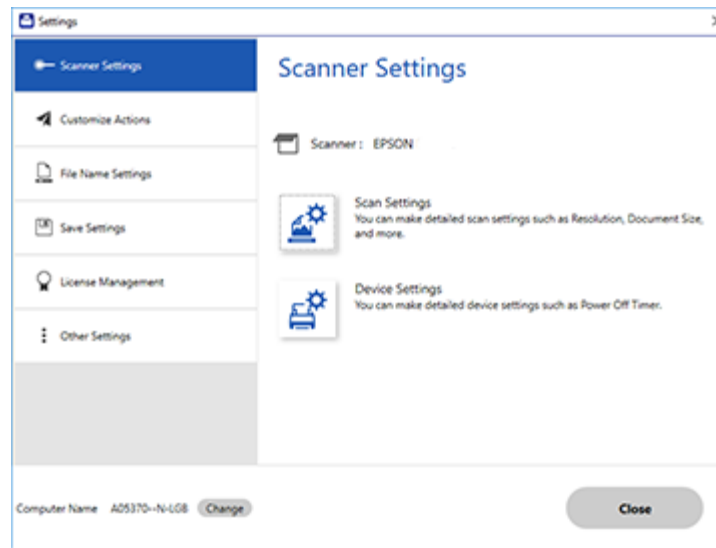 Settings
Scanner Settings
Customize Actions
File Name Settings
Save Settings
License Management
Other Settings
Scanner Settings
Scanner : EPSON
Scan Settings
You can make detailed scan settings such as Resolution, Document Size,
and more.
Device Settings
You can make detailed device settings such as Power Off Timer.
Computer Name A05370--N-LGB Change
Close